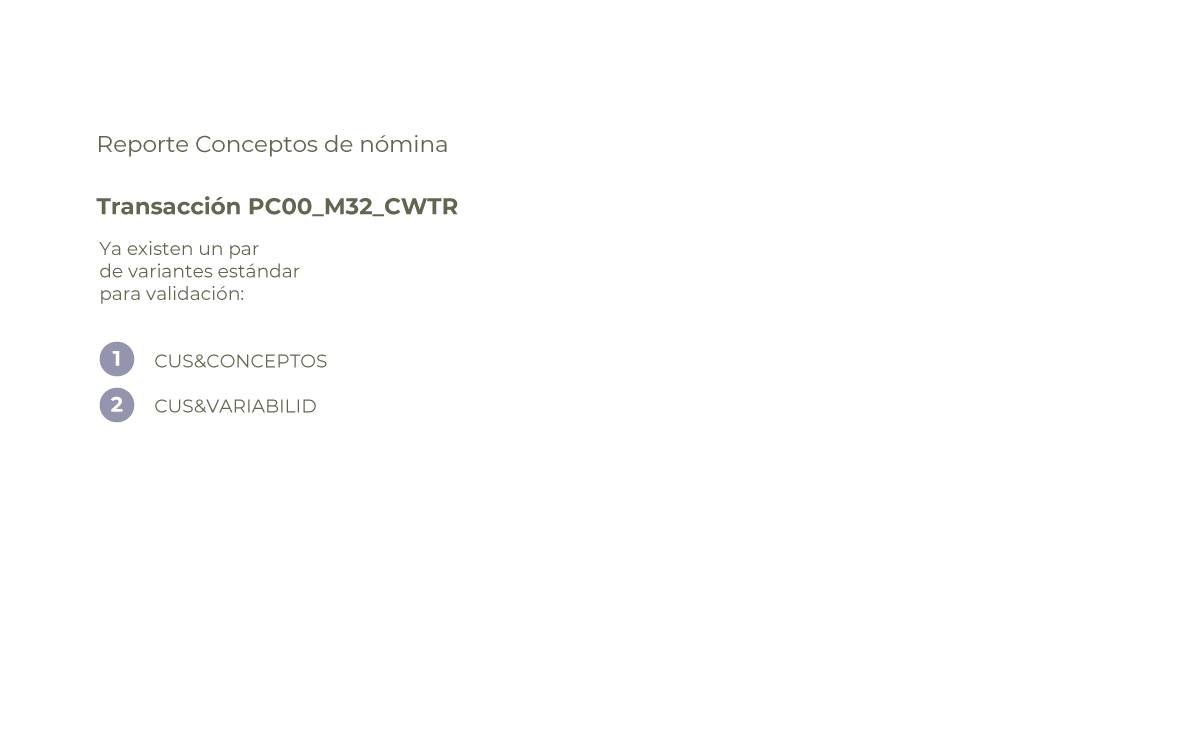 Reporte Conceptos de nómina
Transacción PC00_M32_CWTR
Ya existen un par
de variantes estándar
para validación:
1 CUS&CONCEPTOS
2 CUS&VARIABILID